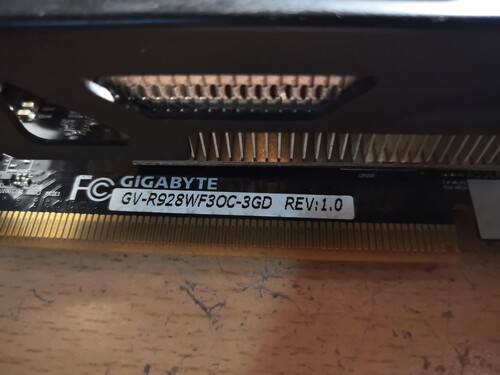 FC GIGABYTE
GV-R928WF3OC-3GD REV:1.0